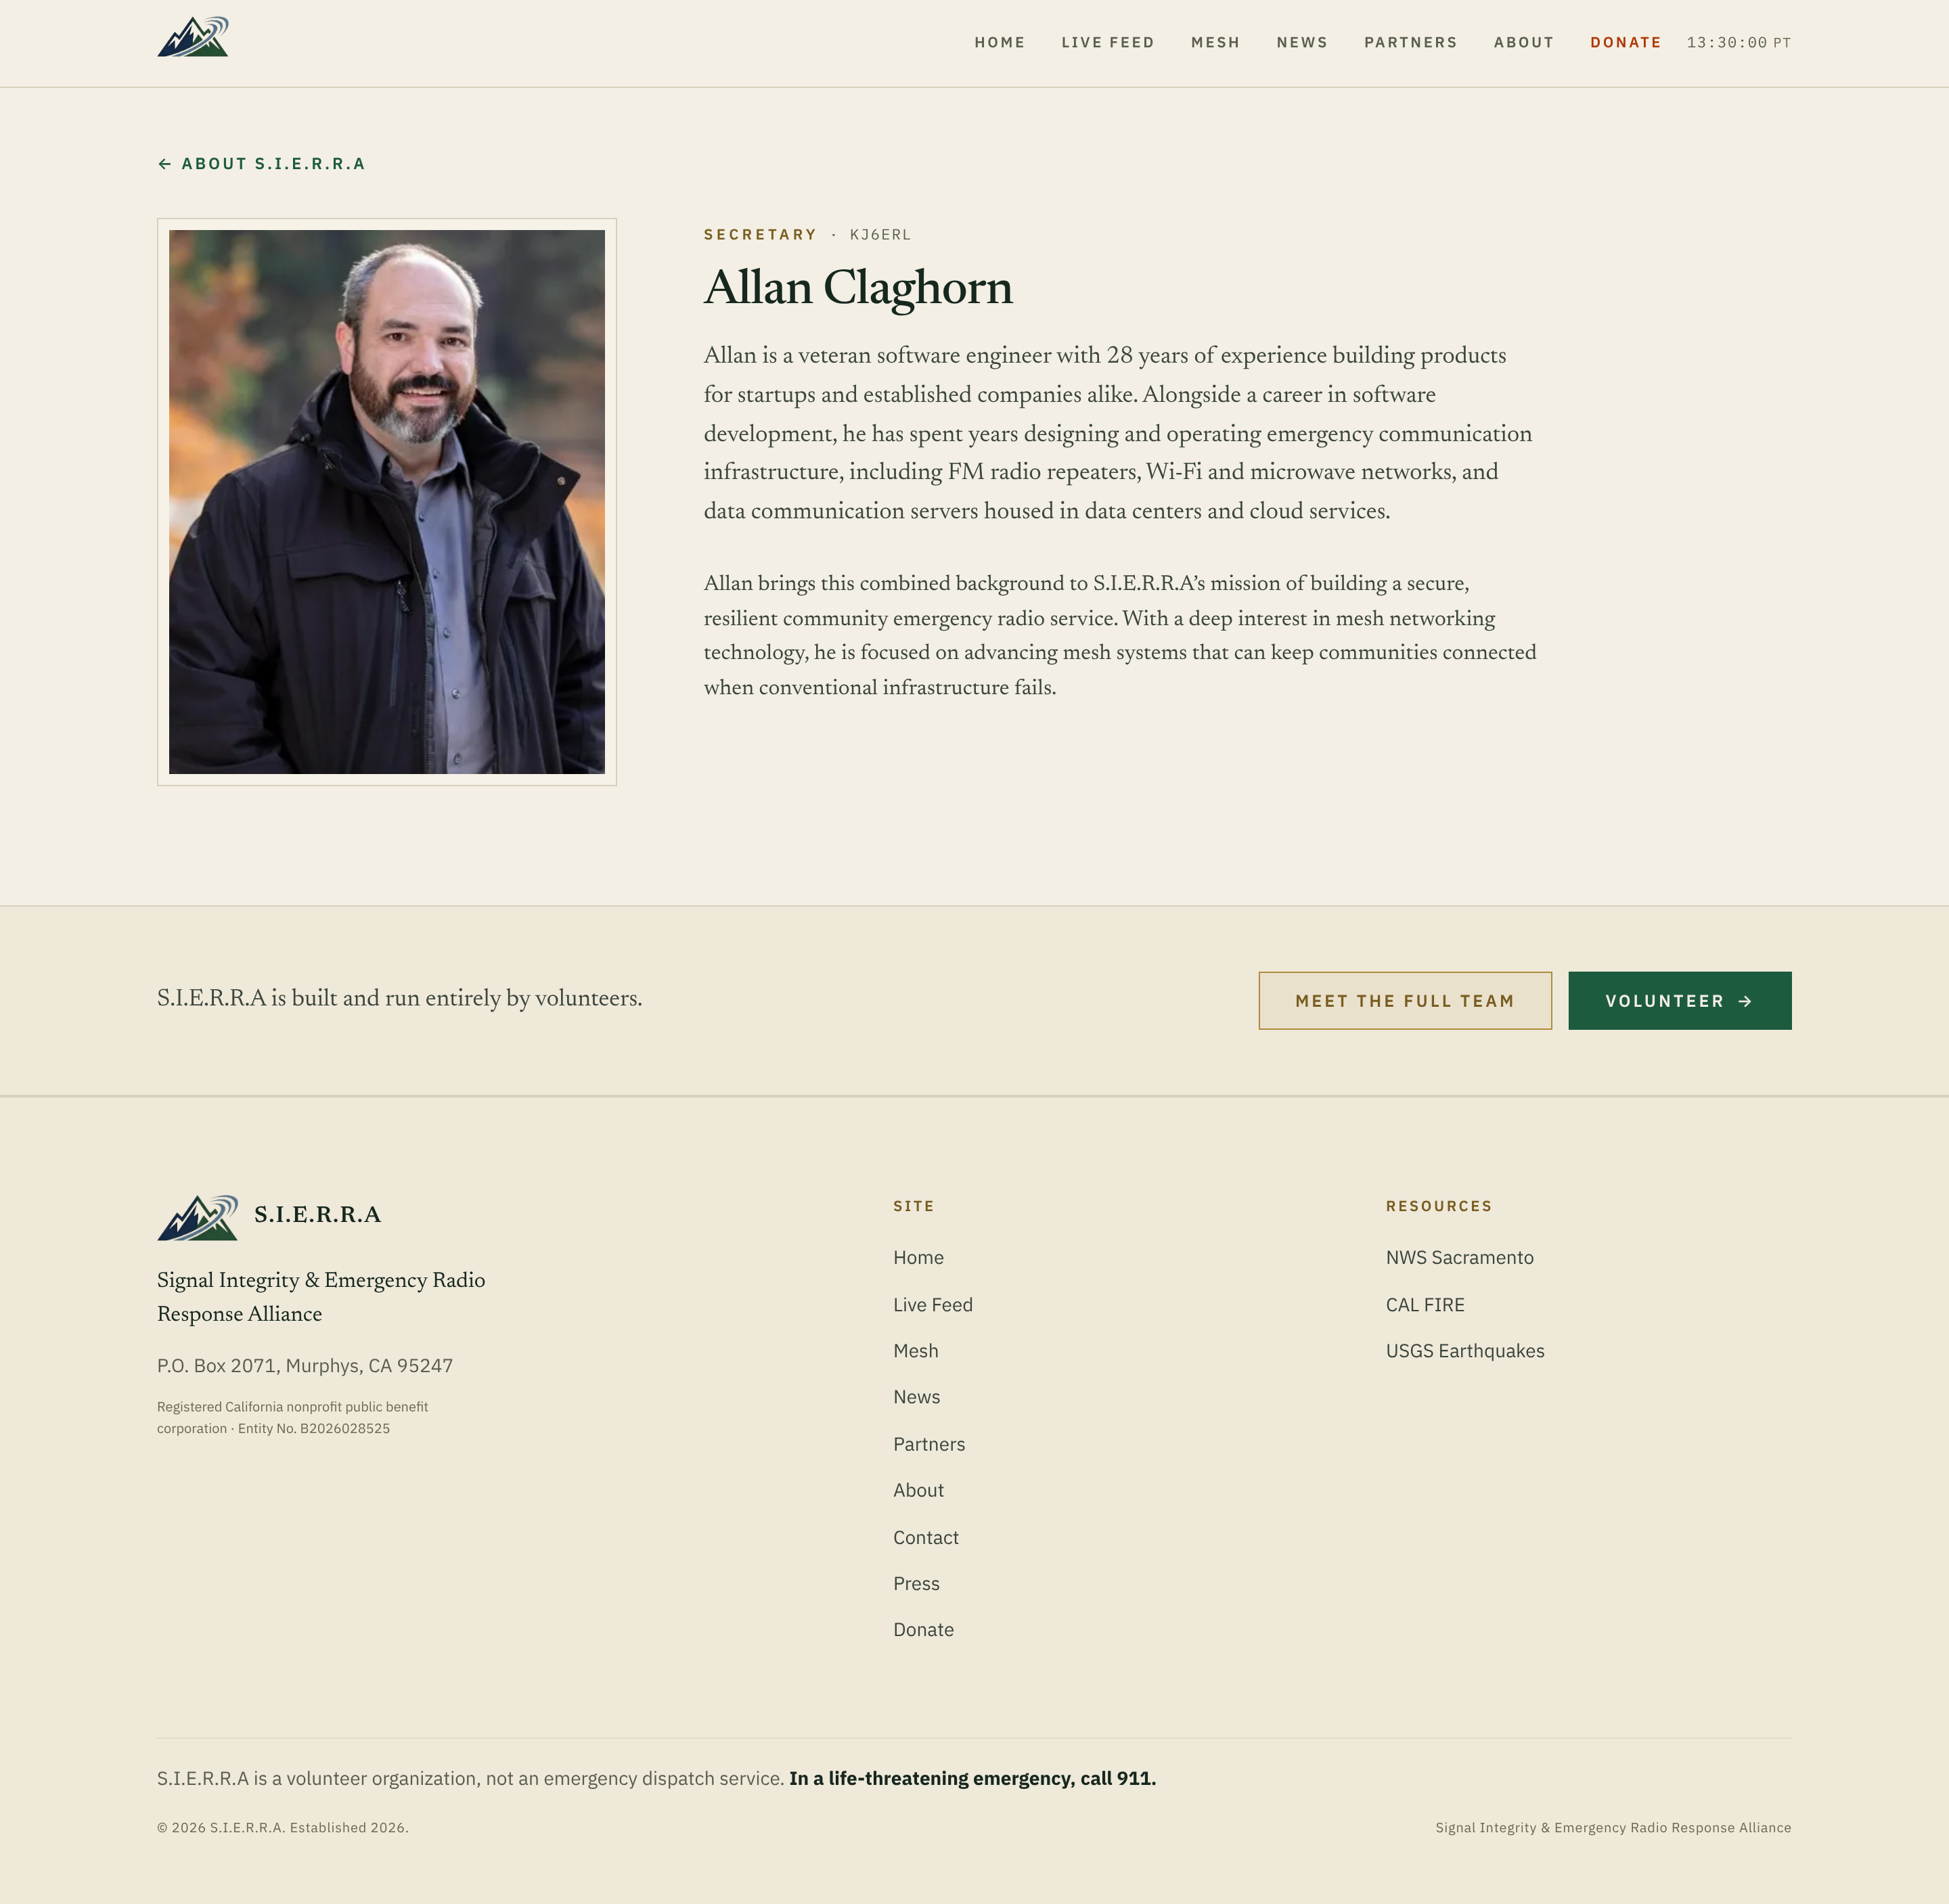 HOME LIVE FEED MESH NEWS PARTNERS ABOUT DONATE 13:30:00 PT
← ABOUT S.I.E.R.R.A
SECRETARY · KJ6ERL
Allan Claghorn
Allan is a veteran software engineer with 28 years of experience building products
for startups and established companies alike. Alongside a career in software
development, he has spent years designing and operating emergency communication
infrastructure, including FM radio repeaters, Wi-Fi and microwave networks, and
data communication servers housed in data centers and cloud services.
Allan brings this combined background to S.I.E.R.R.A’s mission of building a secure,
resilient community emergency radio service. With a deep interest in mesh networking
technology, he is focused on advancing mesh systems that can keep communities connected
when conventional infrastructure fails.
S.I.E.R.R.A is built and run entirely by volunteers.
MEET THE FULL TEAM
VOLUNTEER →
S.I.E.R.R.A
Signal Integrity & Emergency Radio
Response Alliance
P.O. Box 2071, Murphys, CA 95247
Registered California nonprofit public benefit
corporation · Entity No. B2026028525
SITE
Home
Live Feed
Mesh
News
Partners
About
Contact
Press
Donate
RESOURCES
NWS Sacramento
CAL FIRE
USGS Earthquakes
S.I.E.R.R.A is a volunteer organization, not an emergency dispatch service. In a life-threatening emergency, call 911.
© 2026 S.I.E.R.R.A. Established 2026.
Signal Integrity & Emergency Radio Response Alliance